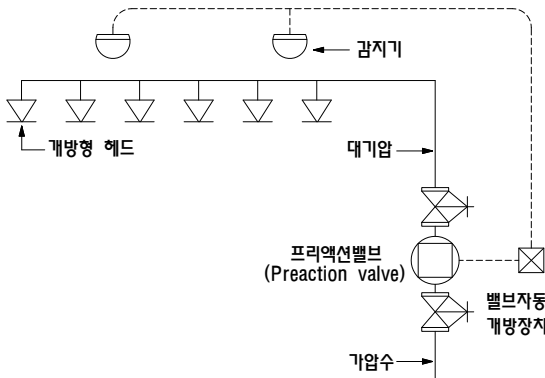 감지기
개방형 헤드
대기압
프리액션밸브
(Preaction valve)
밸브자동
개방장치
가압수